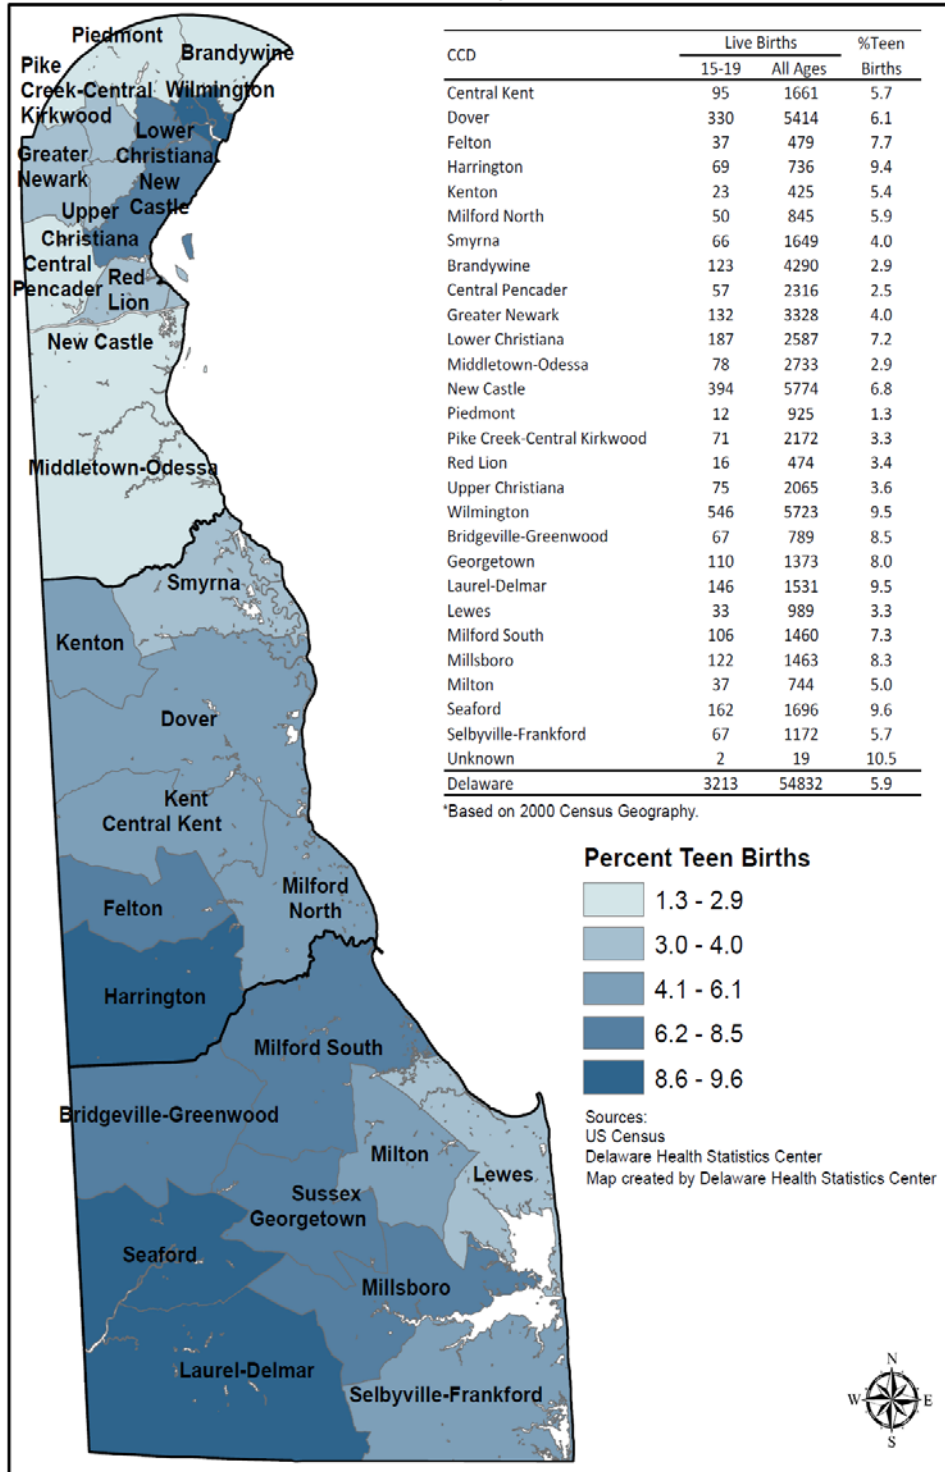 Piedmont
Brandywine
Pike
Creek-Central
Kirkwood
Wilmington
Lower
Christiana
Greater
Newark
New
Castle
Upper
Christiana
Central
Pencader
Red
Lion
New Castle
Middletown-Odessa
Smyrna
Kenton
Dover
Kent
Central Kent
Felton
Milford
North
Harrington
Milford South
Bridgeville-Greenwood
Milton
Lewes
Sussex
Georgetown
Seaford
Millsboro
Laurel-Delmar
Selbyville-Frankford
CCD Live Births %Teen
15-19 All Ages Births
Central Kent 95 1661 5.7
Dover 330 5414 6.1
Felton 37 479 7.7
Harrington 69 736 9.4
Kenton 23 425 5.4
Milford North 50 845 5.9
Smyrna 66 1649 4.0
Brandywine 123 4290 2.9
Central Pencader 57 2316 2.5
Greater Newark 132 3328 4.0
Lower Christiana 187 2587 7.2
Middletown-Odessa 78 2733 2.9
New Castle 394 5774 6.8
Piedmont 12 925 1.3
Pike Creek-Central Kirkwood 71 2172 3.3
Red Lion 16 474 3.4
Upper Christiana 75 2065 3.6
Wilmington 546 5723 9.5
Bridgeville-Greenwood 67 789 8.5
Georgetown 110 1373 8.0
Laurel-Delmar 146 1531 9.5
Lewes 33 989 3.3
Milford South 106 1460 7.3
Millsboro 122 1463 8.3
Milton 37 744 5.0
Seaford 162 1696 9.6
Selbyville-Frankford 67 1172 5.7
Unknown 2 19 10.5
Delaware 3213 54832 5.9
*Based on 2000 Census Geography.
Percent Teen Births
1.3 - 2.9
3.0 - 4.0
4.1 - 6.1
6.2 - 8.5
8.6 - 9.6
Sources:
US Census
Delaware Health Statistics Center
Map created by Delaware Health Statistics Center
N
W E
S